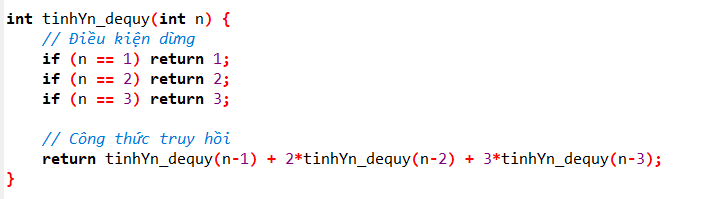 int tinhYn_dequy(int n) {
    // Điều kiện dừng
    if (n == 1) return 1;
    if (n == 2) return 2;
    if (n == 3) return 3;

    // Công thức truy hồi
    return tinhYn_dequy(n-1) + 2*tinhYn_dequy(n-2) + 3*tinhYn_dequy(n-3);
}